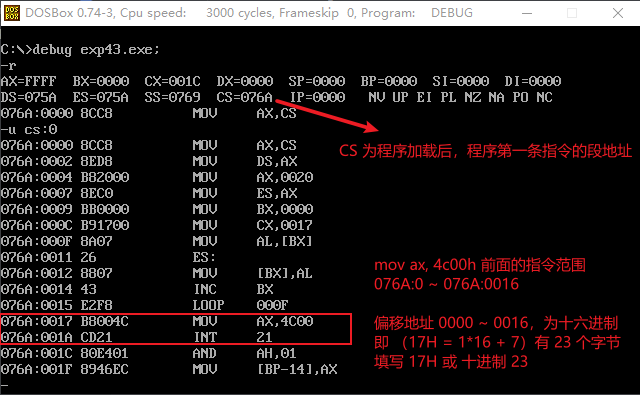 DOS
BOX
DOSBox 0.74-3, Cpu speed:    3000 cycles, Frameskip  0, Program:    DEBUG
C:\>debug exp43.exe;
-r
AX=FFFF  BX=0000  CX=001C  DX=0000  SP=0000  BP=0000  SI=0000  DI=0000
DS=075A  ES=075A  SS=0769  CS=076A  IP=0000   NV UP EI PL NZ NA PO NC
076A:0000 8CC8          MOV     AX,CS
-u cs:0
076A:0000 8CC8          MOV     AX,CS
CS 为程序加载后，程序第一条指令的段地址
076A:0002 8ED8          MOV     DS,AX
076A:0004 B82000        MOV     AX,0020
076A:0007 8EC0          MOV     ES,AX
076A:0009 BB0000        MOV     BX,0000
076A:000C B91700        MOV     CX,0017
076A:000F 8A07          MOV     AL,[BX]
076A:0011 26            ES:
076A:0012 8807          MOV     [BX],AL
076A:0014 43            INC     BX
076A:0015 E2F8          LOOP    000F
076A:0017 B8004C        MOV     AX,4C00
076A:001A CD21          INT     21
076A:001C 80E401        AND     AH,01
076A:001F 8946EC        MOV     [BP-14],AX
-
mov ax, 4c00h 前面的指令范围
076A:0 ~ 076A:0016
偏移地址 0000 ~ 0016，为十六进制
即 （17H = 1*16 + 7）有 23 个字节
填写 17H 或 十进制 23